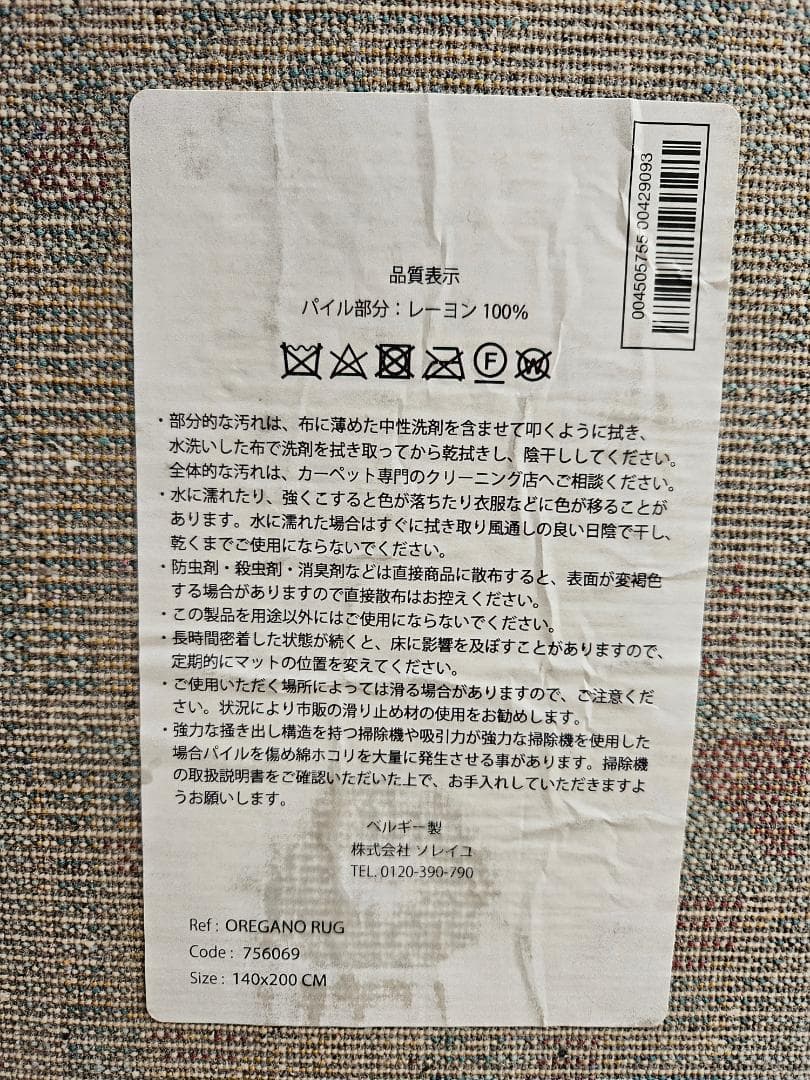 004505755 00429093
品質表示
パイル部分：レーヨン 100%
F
W
・部分的な汚れは、布に薄めた中性洗剤を含ませて叩くように拭き、
水洗いした布で洗剤を拭き取ってから乾拭きし、陰干ししてください。
全体的な汚れは、カーペット専門のクリーニング店へご相談ください。
・水に濡れたり、強くこすると色が落ちたり衣服などに色が移ることが
あります。水に濡れた場合はすぐに拭き取り風通しの良い日陰で干し、
乾くまでご使用にならないでください。
・防虫剤・殺虫剤・消臭剤などは直接商品に散布すると、表面が変褐色
する場合がありますので直接散布はお控えください。
・この製品を用途以外にはご使用にならないでください。
・長時間密着した状態が続くと、床に影響を及ぼすことがありますので、
定期的にマットの位置を変えてください。
・ご使用いただく場所によっては滑る場合がありますので、ご注意くだ
さい。状況により市販の滑り止め材の使用をお勧めします。
・強力な掻き出し構造を持つ掃除機や吸引力が強力な掃除機を使用した
場合パイルを傷め綿ホコリを大量に発生させる事があります。掃除機
の取扱説明書をご確認いただいた上で、お手入れしていただきますよ
うお願いします。
ベルギー製
株式会社 ソレイユ
TEL. 0120-390-790
Ref : OREGANO RUG
Code : 756069
Size : 140x200 CM